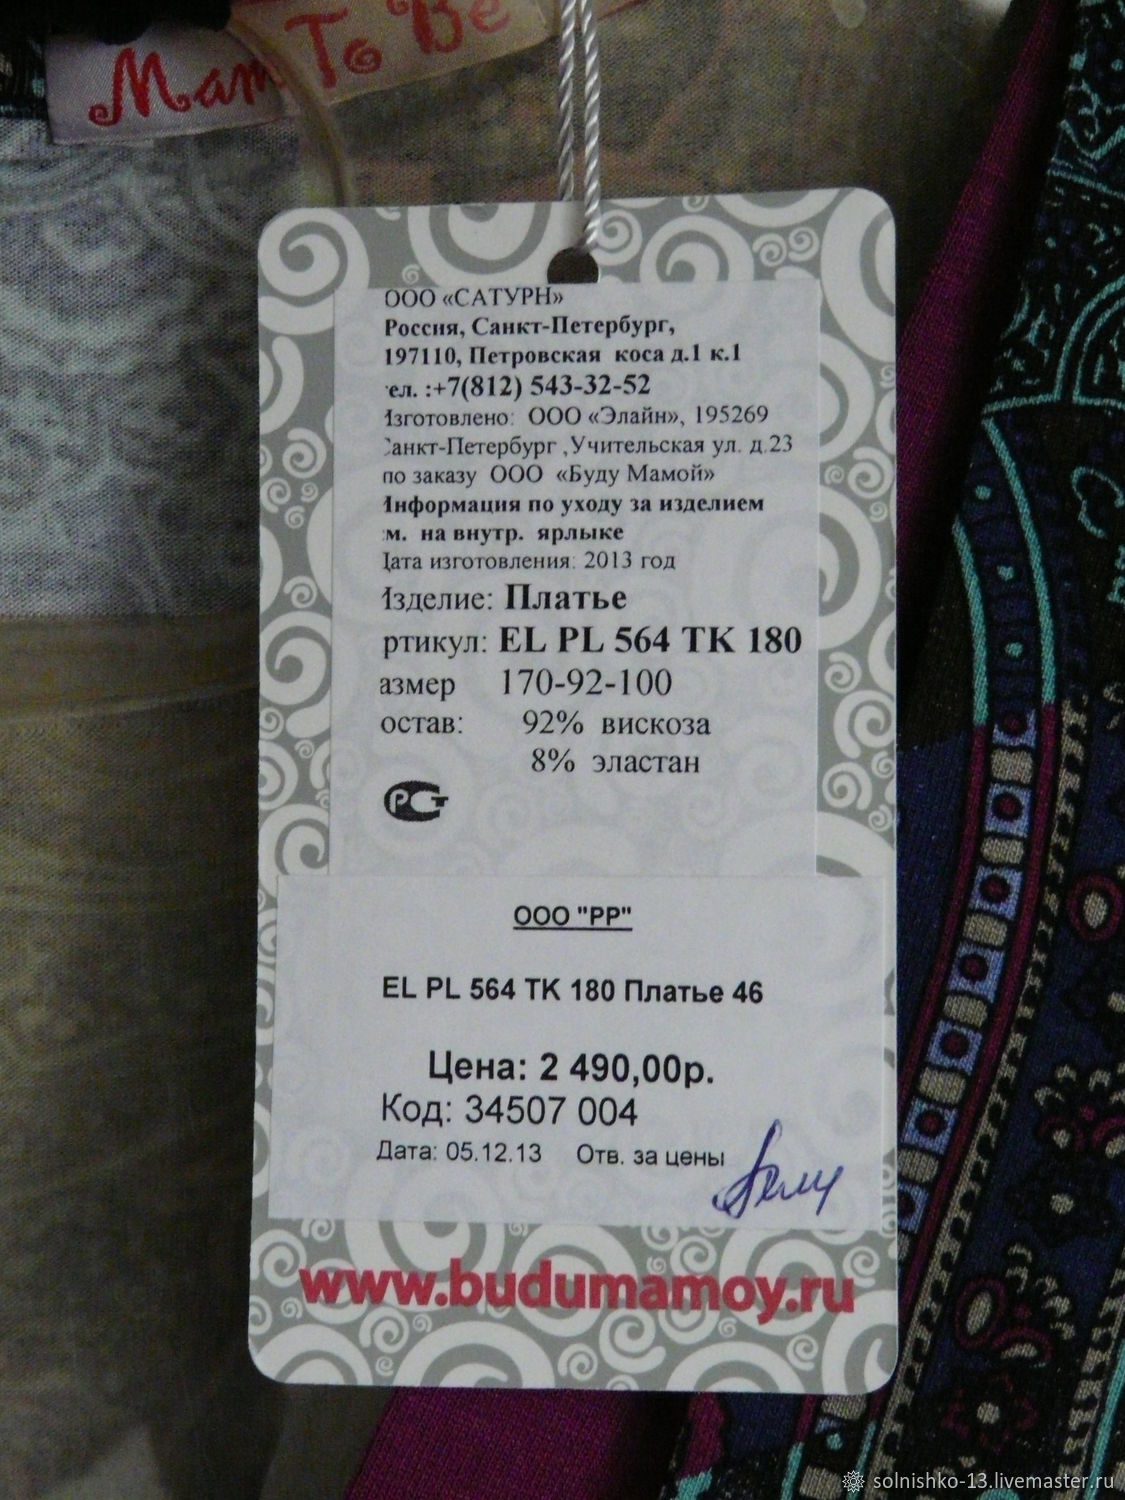 Mam To Be
ООО «САТУРН»
Россия, Санкт-Петербург,
197110, Петровская коса д.1 к.1
ел. :+7(812) 543-32-52
Изготовлено: ООО «Элайн», 195269
Санкт-Петербург ,Учительская ул. д.23
по заказу ООО «Буду Мамой»
Информация по уходу за изделием
м. на внутр. ярлыке
Дата изготовления: 2013 год
Изделие: Платье
ртикул: EL PL 564 TK 180
азмер 170-92-100
остав: 92% вискоза
8% эластан
РСТ
ООО "РР"
EL PL 564 TK 180 Платье 46
Цена: 2 490,00р.
Код: 34507 004
Дата: 05.12.13 Отв. за цены
www.budumamoy.ru
solnishko-13.livemaster.ru